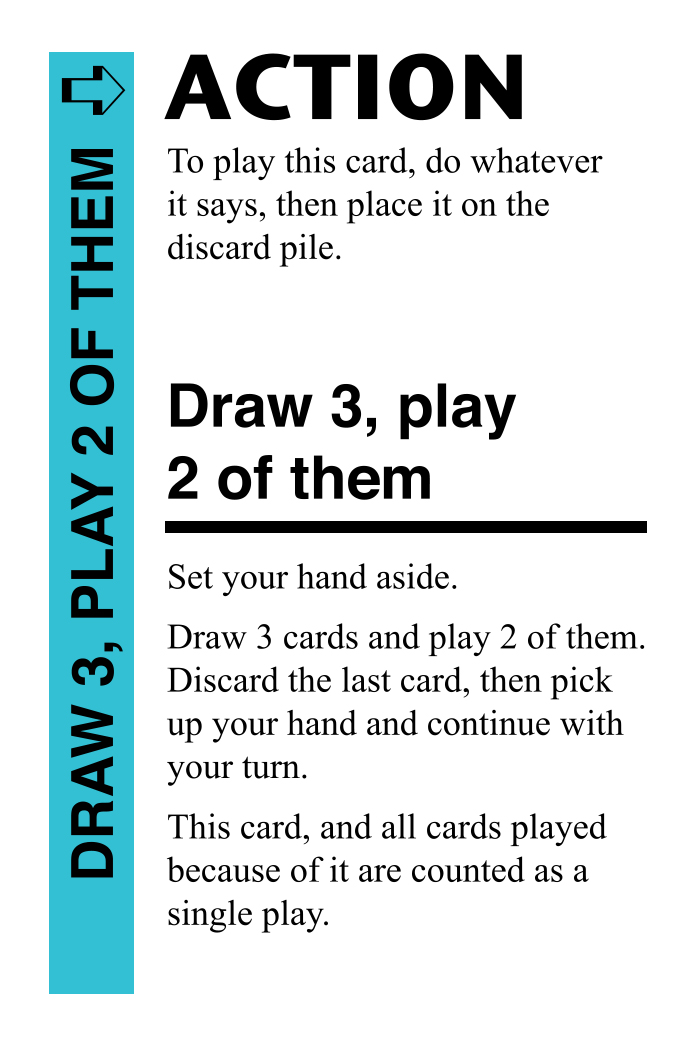 DRAW 3, PLAY 2 OF THEM
ACTION
To play this card, do whatever
it says, then place it on the
discard pile.
Draw 3, play
2 of them
Set your hand aside.
Draw 3 cards and play 2 of them.
Discard the last card, then pick
up your hand and continue with
your turn.
This card, and all cards played
because of it are counted as a
single play.